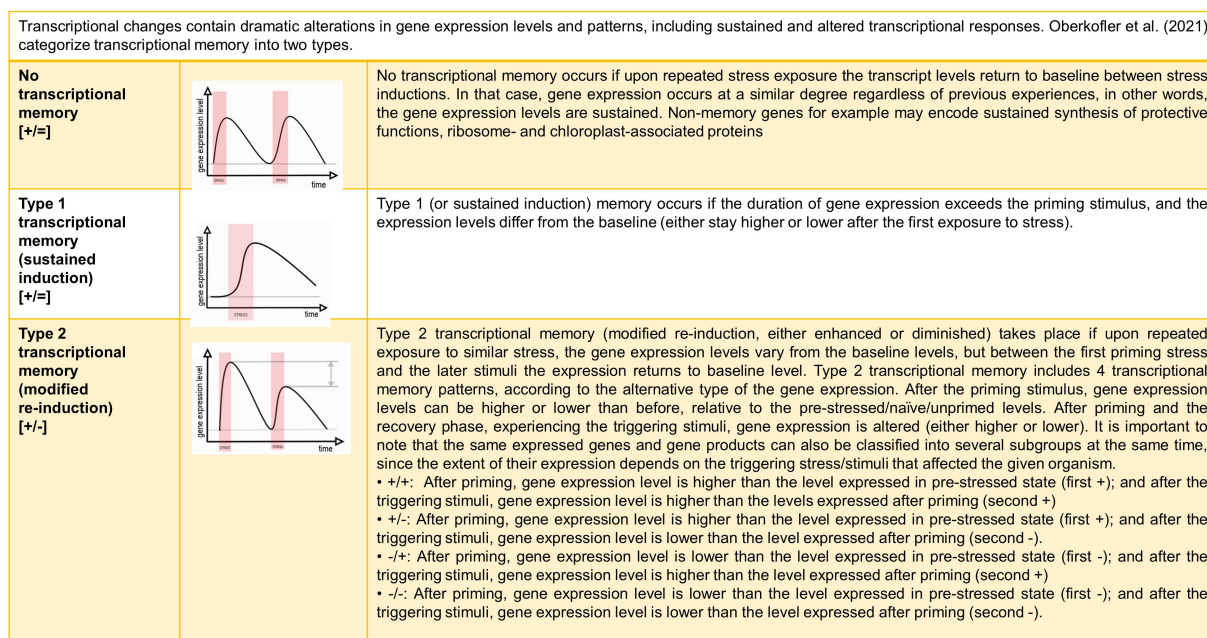 Transcriptional changes contain dramatic alterations in gene expression levels and patterns, including sustained and altered transcriptional responses. Oberkofler et al. (2021)
categorize transcriptional memory into two types.
No
transcriptional
memory
[+/=]
gene expression level
stress
stress
time
No transcriptional memory occurs if upon repeated stress exposure the transcript levels return to baseline between stress
inductions. In that case, gene expression occurs at a similar degree regardless of previous experiences, in other words,
the gene expression levels are sustained. Non-memory genes for example may encode sustained synthesis of protective
functions, ribosome- and chloroplast-associated proteins
Type 1
transcriptional
memory
(sustained
induction)
[+/=]
gene expression level
STRESS
time
Type 1 (or sustained induction) memory occurs if the duration of gene expression exceeds the priming stimulus, and the
expression levels differ from the baseline (either stay higher or lower after the first exposure to stress).
Type 2
transcriptional
memory
(modified
re-induction)
[+/-]
gene expression level
STRESS
STRESS
time
Type 2 transcriptional memory (modified re-induction, either enhanced or diminished) takes place if upon repeated
exposure to similar stress, the gene expression levels vary from the baseline levels, but between the first priming stress
and the later stimuli the expression returns to baseline level. Type 2 transcriptional memory includes 4 transcriptional
memory patterns, according to the alternative type of the gene expression. After the priming stimulus, gene expression
levels can be higher or lower than before, relative to the pre-stressed/naïve/unprimed levels. After priming and the
recovery phase, experiencing the triggering stimuli, gene expression is altered (either higher or lower). It is important to
note that the same expressed genes and gene products can also be classified into several subgroups at the same time,
since the extent of their expression depends on the triggering stress/stimuli that affected the given organism.
• +/+: After priming, gene expression level is higher than the level expressed in pre-stressed state (first +); and after the
triggering stimuli, gene expression level is higher than the levels expressed after priming (second +)
• +/-: After priming, gene expression level is higher than the level expressed in pre-stressed state (first +); and after the
triggering stimuli, gene expression level is lower than the level expressed after priming (second -).
• -/+: After priming, gene expression level is lower than the level expressed in pre-stressed state (first -); and after the
triggering stimuli, gene expression level is higher than the level expressed after priming (second +)
• -/-: After priming, gene expression level is lower than the level expressed in pre-stressed state (first -); and after the
triggering stimuli, gene expression level is lower than the level expressed after priming (second -).